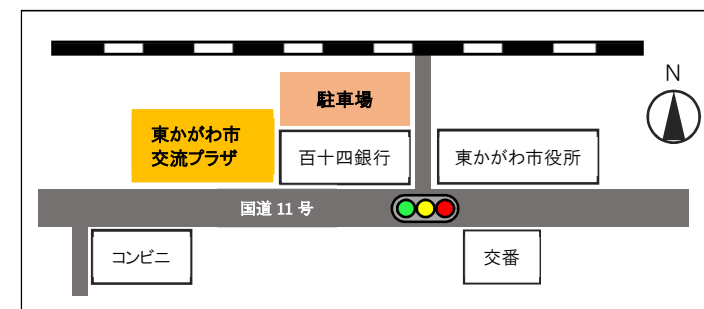 N
駐車場
東かがわ市
交流プラザ
百十四銀行
東かがわ市役所
国道 11 号
コンビニ
交番